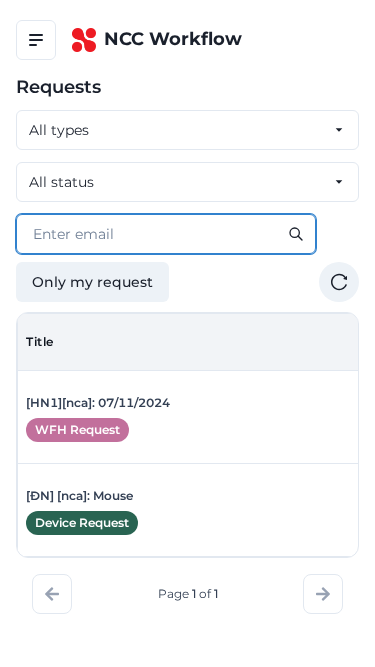 NCC Workflow
Requests
All types
All status
Enter email
Only my request
Title
[HN1][nca]: 07/11/2024
WFH Request
[ĐN] [nca]: Mouse
Device Request
Page 1 of 1